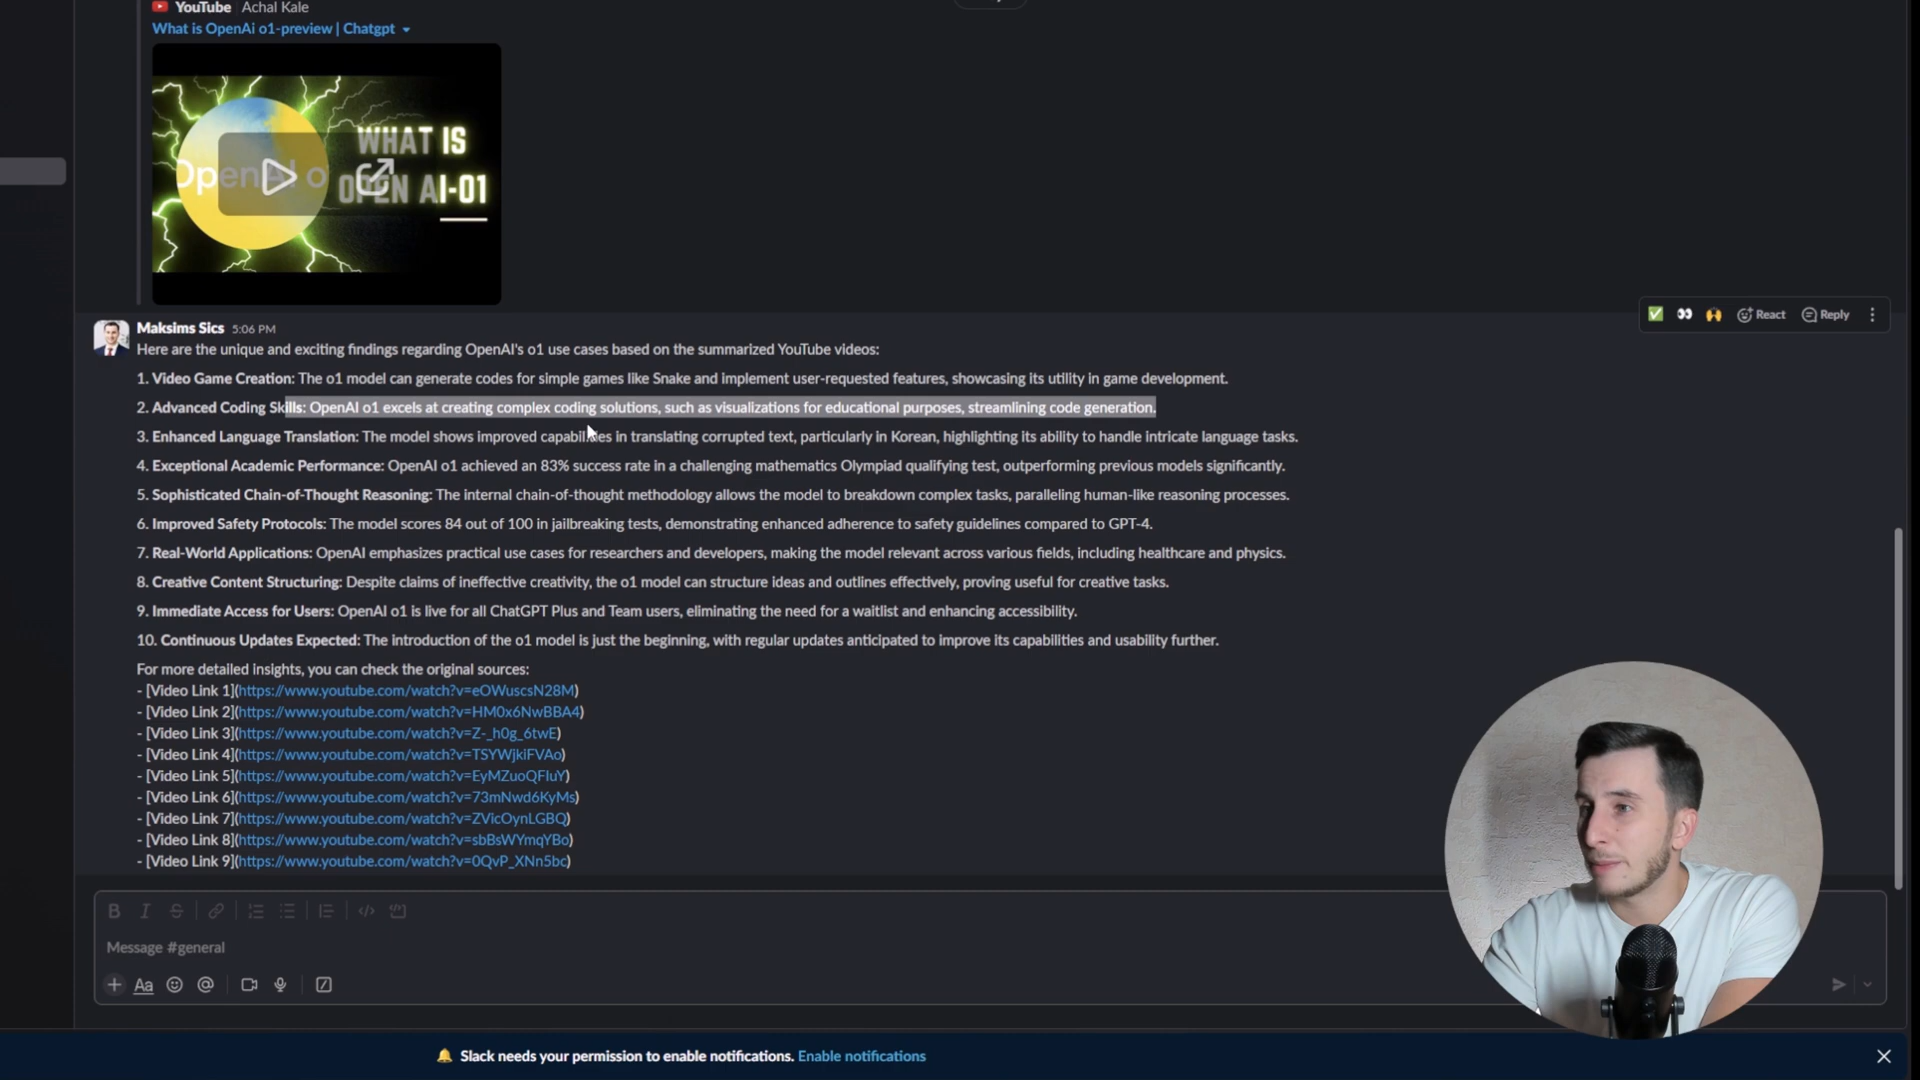 YouTube Achal Kale
What is OpenAi o1-preview | Chatgpt
OpenAI o
WHAT IS
OPEN AI-01
Maksims Sics 5:06 PM
React
Reply
Here are the unique and exciting findings regarding OpenAI's o1 use cases based on the summarized YouTube videos:
1. Video Game Creation: The o1 model can generate codes for simple games like Snake and implement user-requested features, showcasing its utility in game development.
2. Advanced Coding Skills: OpenAI o1 excels at creating complex coding solutions, such as visualizations for educational purposes, streamlining code generation.
3. Enhanced Language Translation: The model shows improved capabilities in translating corrupted text, particularly in Korean, highlighting its ability to handle intricate language tasks.
4. Exceptional Academic Performance: OpenAI o1 achieved an 83% success rate in a challenging mathematics Olympiad qualifying test, outperforming previous models significantly.
5. Sophisticated Chain-of-Thought Reasoning: The internal chain-of-thought methodology allows the model to breakdown complex tasks, paralleling human-like reasoning processes.
6. Improved Safety Protocols: The model scores 84 out of 100 in jailbreaking tests, demonstrating enhanced adherence to safety guidelines compared to GPT-4.
7. Real-World Applications: OpenAI emphasizes practical use cases for researchers and developers, making the model relevant across various fields, including healthcare and physics.
8. Creative Content Structuring: Despite claims of ineffective creativity, the o1 model can structure ideas and outlines effectively, proving useful for creative tasks.
9. Immediate Access for Users: OpenAI o1 is live for all ChatGPT Plus and Team users, eliminating the need for a waitlist and enhancing accessibility.
10. Continuous Updates Expected: The introduction of the o1 model is just the beginning, with regular updates anticipated to improve its capabilities and usability further.
For more detailed insights, you can check the original sources:
- [Video Link 1](https://www.youtube.com/watch?v=eOWuscsN28M)
- [Video Link 2](https://www.youtube.com/watch?v=HM0x6NwBBA4)
- [Video Link 3](https://www.youtube.com/watch?v=Z-_h0g_6twE)
- [Video Link 4](https://www.youtube.com/watch?v=TSYWjkiFVAo)
- [Video Link 5](https://www.youtube.com/watch?v=EyMZuoQFIuY)
- [Video Link 6](https://www.youtube.com/watch?v=73mNwd6KyMs)
- [Video Link 7](https://www.youtube.com/watch?v=ZVicOynLGBQ)
- [Video Link 8](https://www.youtube.com/watch?v=sbBsWYmqYBo)
- [Video Link 9](https://www.youtube.com/watch?v=0QvP_XNn5bc)
Message #general
Aa
Slack needs your permission to enable notifications. Enable notifications